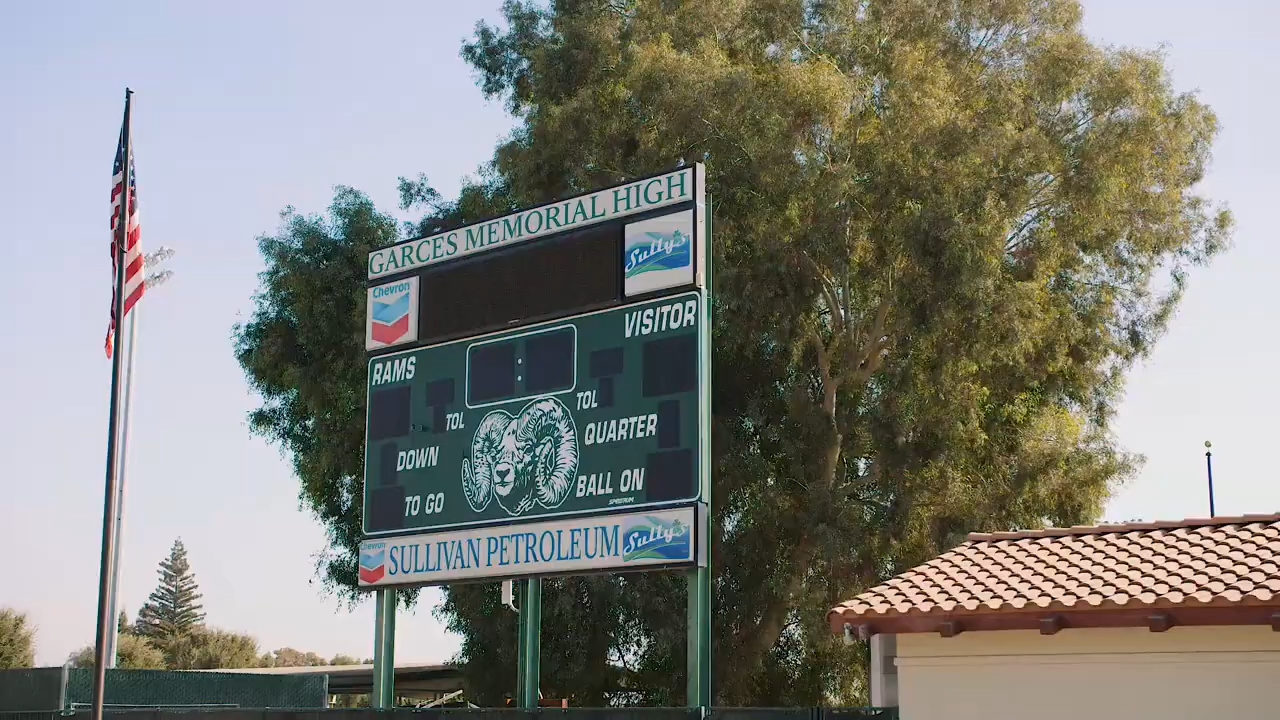 GARCES MEMORIAL HIGH
Chevron
Sully's
RAMS
VISITOR
TOL
TOL
DOWN
QUARTER
TO GO
BALL ON
SPECTRUM
Chevron
SULLIVAN PETROLEUM
Sully's